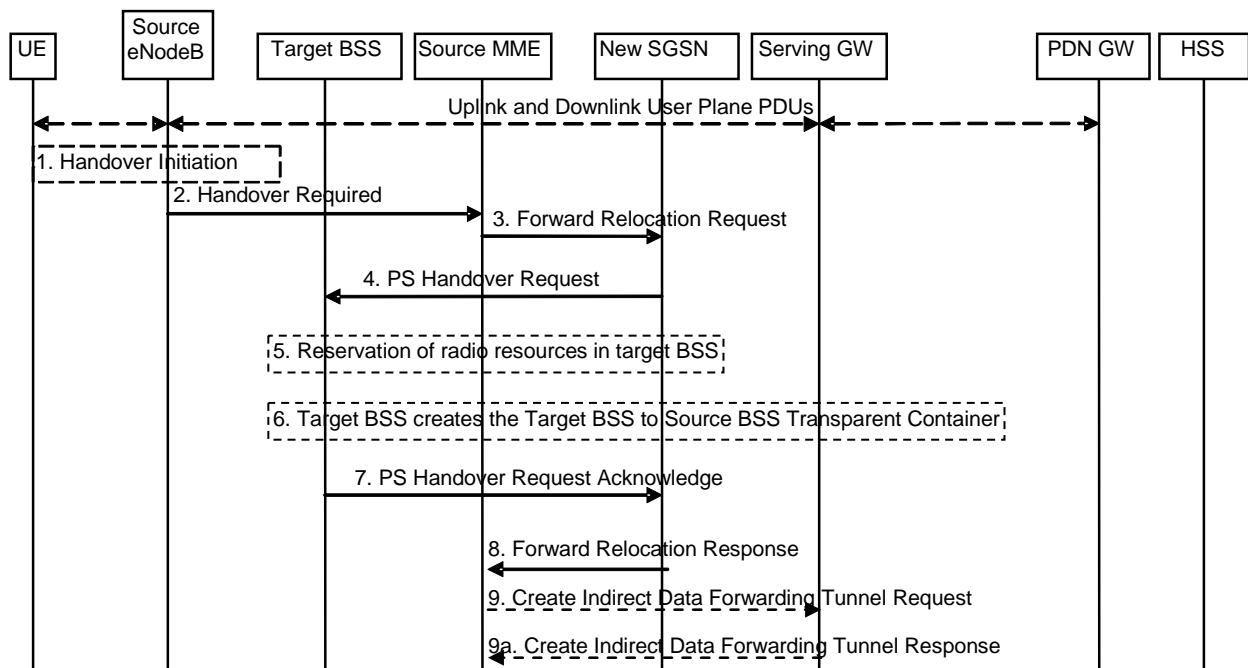 UE
Source
eNodeB
Target BSS
Source MME
New SGSN
Serving GW
PDN GW
HSS
Uplink and Downlink User Plane PDUs
1. Handover Initiation
2. Handover Required
3. Forward Relocation Request
4. PS Handover Request
5. Reservation of radio resources in target BSS
6. Target BSS creates the Target BSS to Source BSS Transparent Container
7. PS Handover Request Acknowledge
8. Forward Relocation Response
9. Create Indirect Data Forwarding Tunnel Request
9a. Create Indirect Data Forwarding Tunnel Response